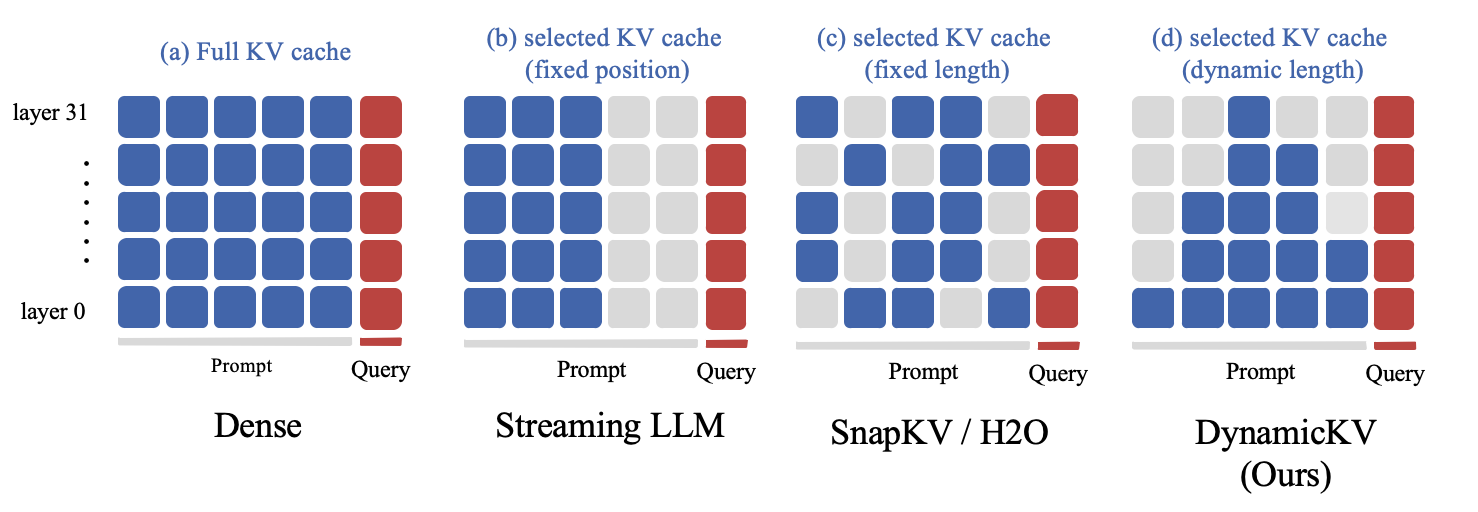 (a) Full KV cache
(b) selected KV cache
(fixed position)
(c) selected KV cache
(fixed length)
(d) selected KV cache
(dynamic length)
layer 31
layer 0
Prompt
Query
Prompt
Query
Prompt
Query
Prompt
Query
Dense
Streaming LLM
SnapKV / H2O
DynamicKV
(Ours)